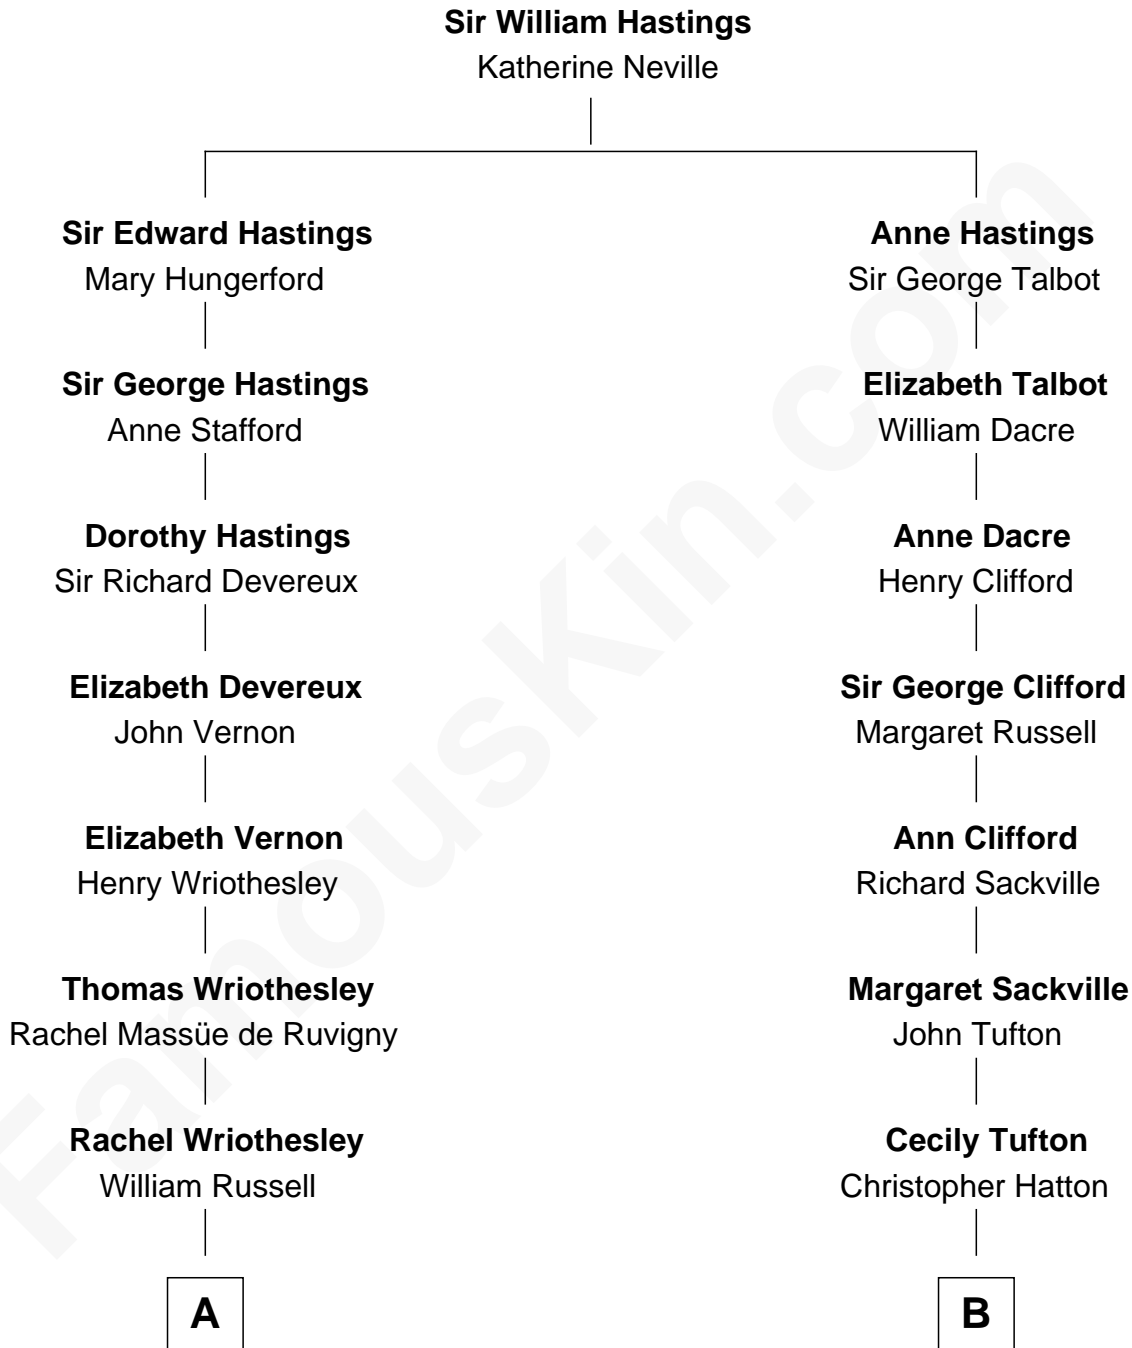 Sir William Hastings
Katherine Neville
Sir Edward Hastings
Mary Hungerford
Anne Hastings
Sir George Talbot
Sir George Hastings
Anne Stafford
Elizabeth Talbot
William Dacre
Dorothy Hastings
Sir Richard Devereux
Anne Dacre
Henry Clifford
Elizabeth Devereux
John Vernon
Sir George Clifford
Margaret Russell
Elizabeth Vernon
Henry Wriothesley
Ann Clifford
Richard Sackville
Thomas Wriothesley
Rachel Massüe de Ruvigny
Margaret Sackville
John Tufton
Rachel Wriothesley
William Russell
Cecily Tufton
Christopher Hatton
A
B
FamousKin.com